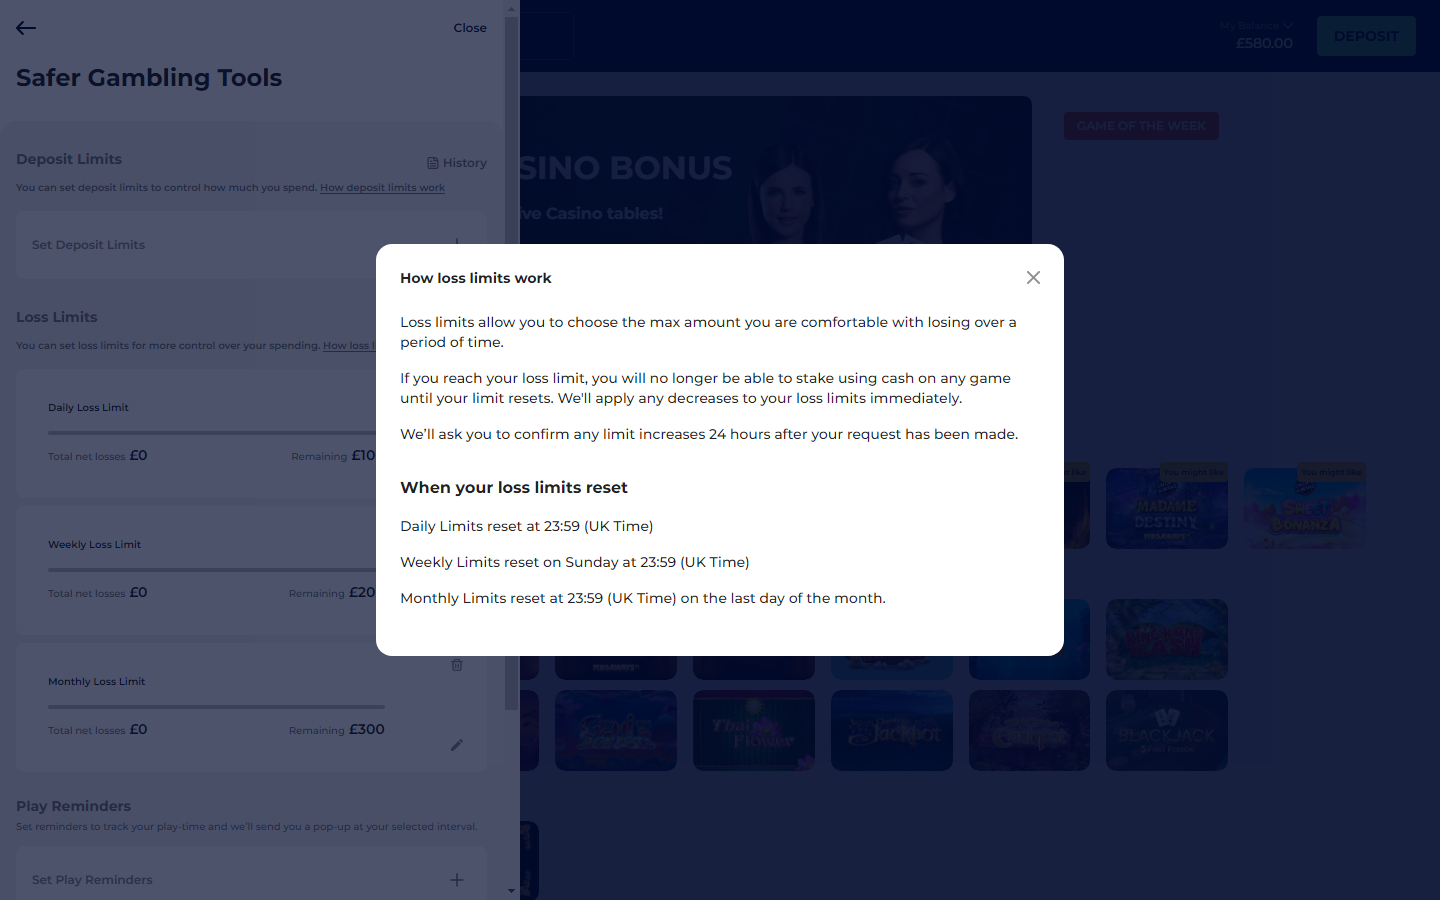 Close
Safer Gambling Tools
Deposit Limits
History
You can set deposit limits to control how much you spend. How deposit limits work
Set Deposit Limits
Loss Limits
You can set loss limits for more control over your spending. How loss
Daily Loss Limit
Total net losses £0
Remaining £10
Weekly Loss Limit
Total net losses £0
Remaining £20
Monthly Loss Limit
Total net losses £0
Remaining £300
Play Reminders
Set reminders to track your play-time and we'll send you a pop-up at your selected interval.
Set Play Reminders
My Balance
£580.00
DEPOSIT
SINO BONUS
ive Casino tables!
GAME OF THE WEEK
How loss limits work
Loss limits allow you to choose the max amount you are comfortable with losing over a
period of time.
If you reach your loss limit, you will no longer be able to stake using cash on any game
until your limit resets. We'll apply any decreases to your loss limits immediately.
We'll ask you to confirm any limit increases 24 hours after your request has been made.
When your loss limits reset
Daily Limits reset at 23:59 (UK Time)
Weekly Limits reset on Sunday at 23:59 (UK Time)
Monthly Limits reset at 23:59 (UK Time) on the last day of the month.
like
You might like
You might like
MADAME
DESTINY
MEGAWAYS
SWEET
BONANZA
MEGAWAYS
Thai
Flower
Jackpot
BLACKJACK